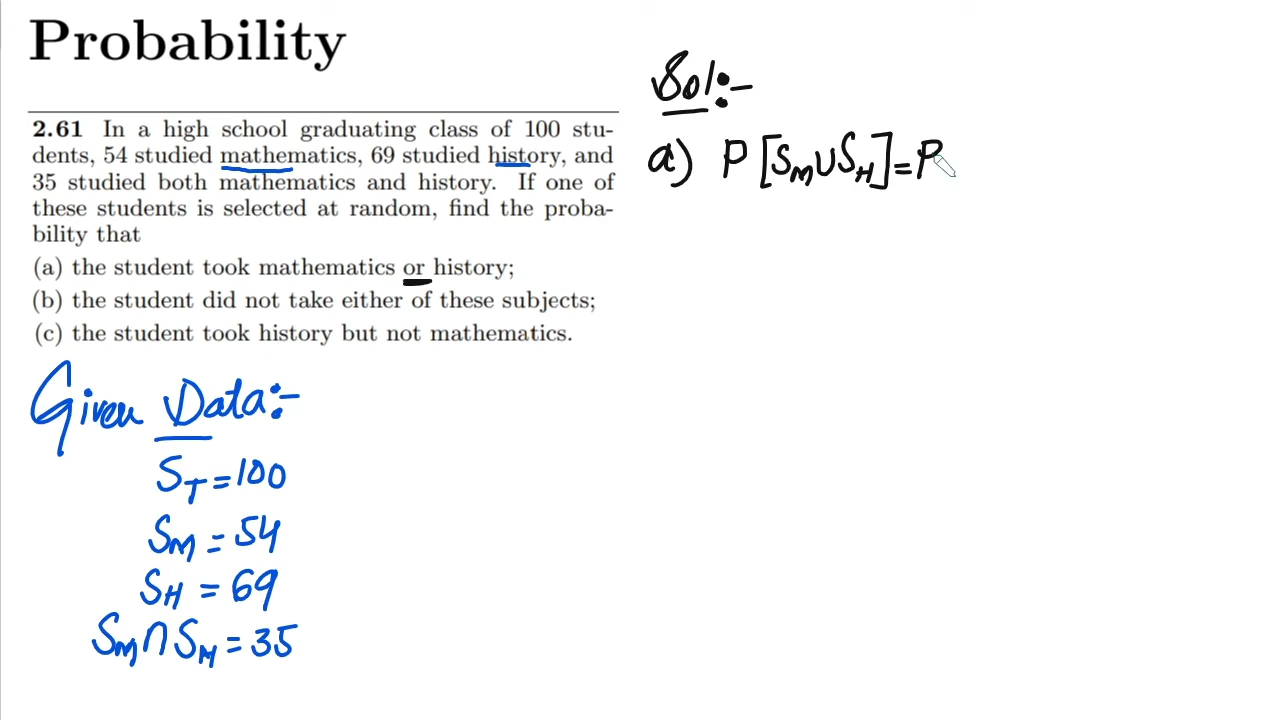 Probability
2.61 In a high school graduating class of 100 stu-
dents, 54 studied mathematics, 69 studied history, and
35 studied both mathematics and history. If one of
these students is selected at random, find the proba-
bility that
(a) the student took mathematics or history;
(b) the student did not take either of these subjects;
(c) the student took history but not mathematics.
Given Data:-
S_T = 100
S_M = 54
S_H = 69
S_M ∩ S_M = 35
Sol:-
a) P[S_M ∪ S_H] = P